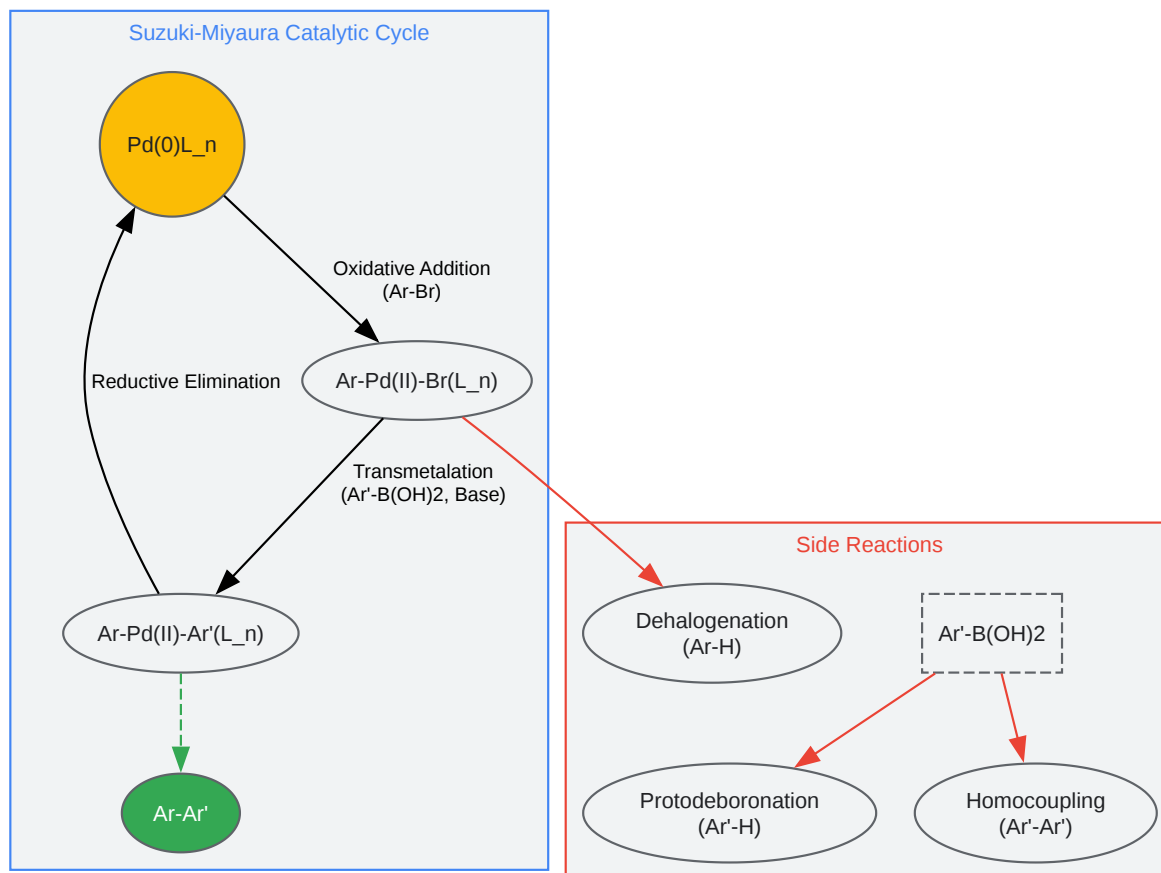 Suzuki-Miyaura Catalytic Cycle
Pd(0)L_n
Oxidative Addition
(Ar-Br)
Reductive Elimination
Ar-Pd(II)-Br(L_n)
Transmetalation
(Ar'-B(OH)2, Base)
Ar-Pd(II)-Ar'(L_n)
Ar-Ar'
Side Reactions
Dehalogenation
(Ar-H)
Ar'-B(OH)2
Protodeboronation
(Ar'-H)
Homocoupling
(Ar'-Ar')